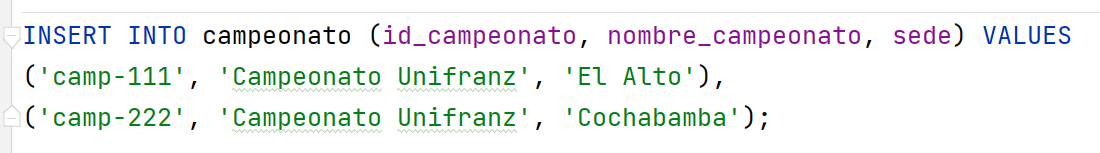 INSERT INTO campeonato (id_campeonato, nombre_campeonato, sede) VALUES
('camp-111', 'Campeonato Unifranz', 'El Alto'),
('camp-222', 'Campeonato Unifranz', 'Cochabamba');